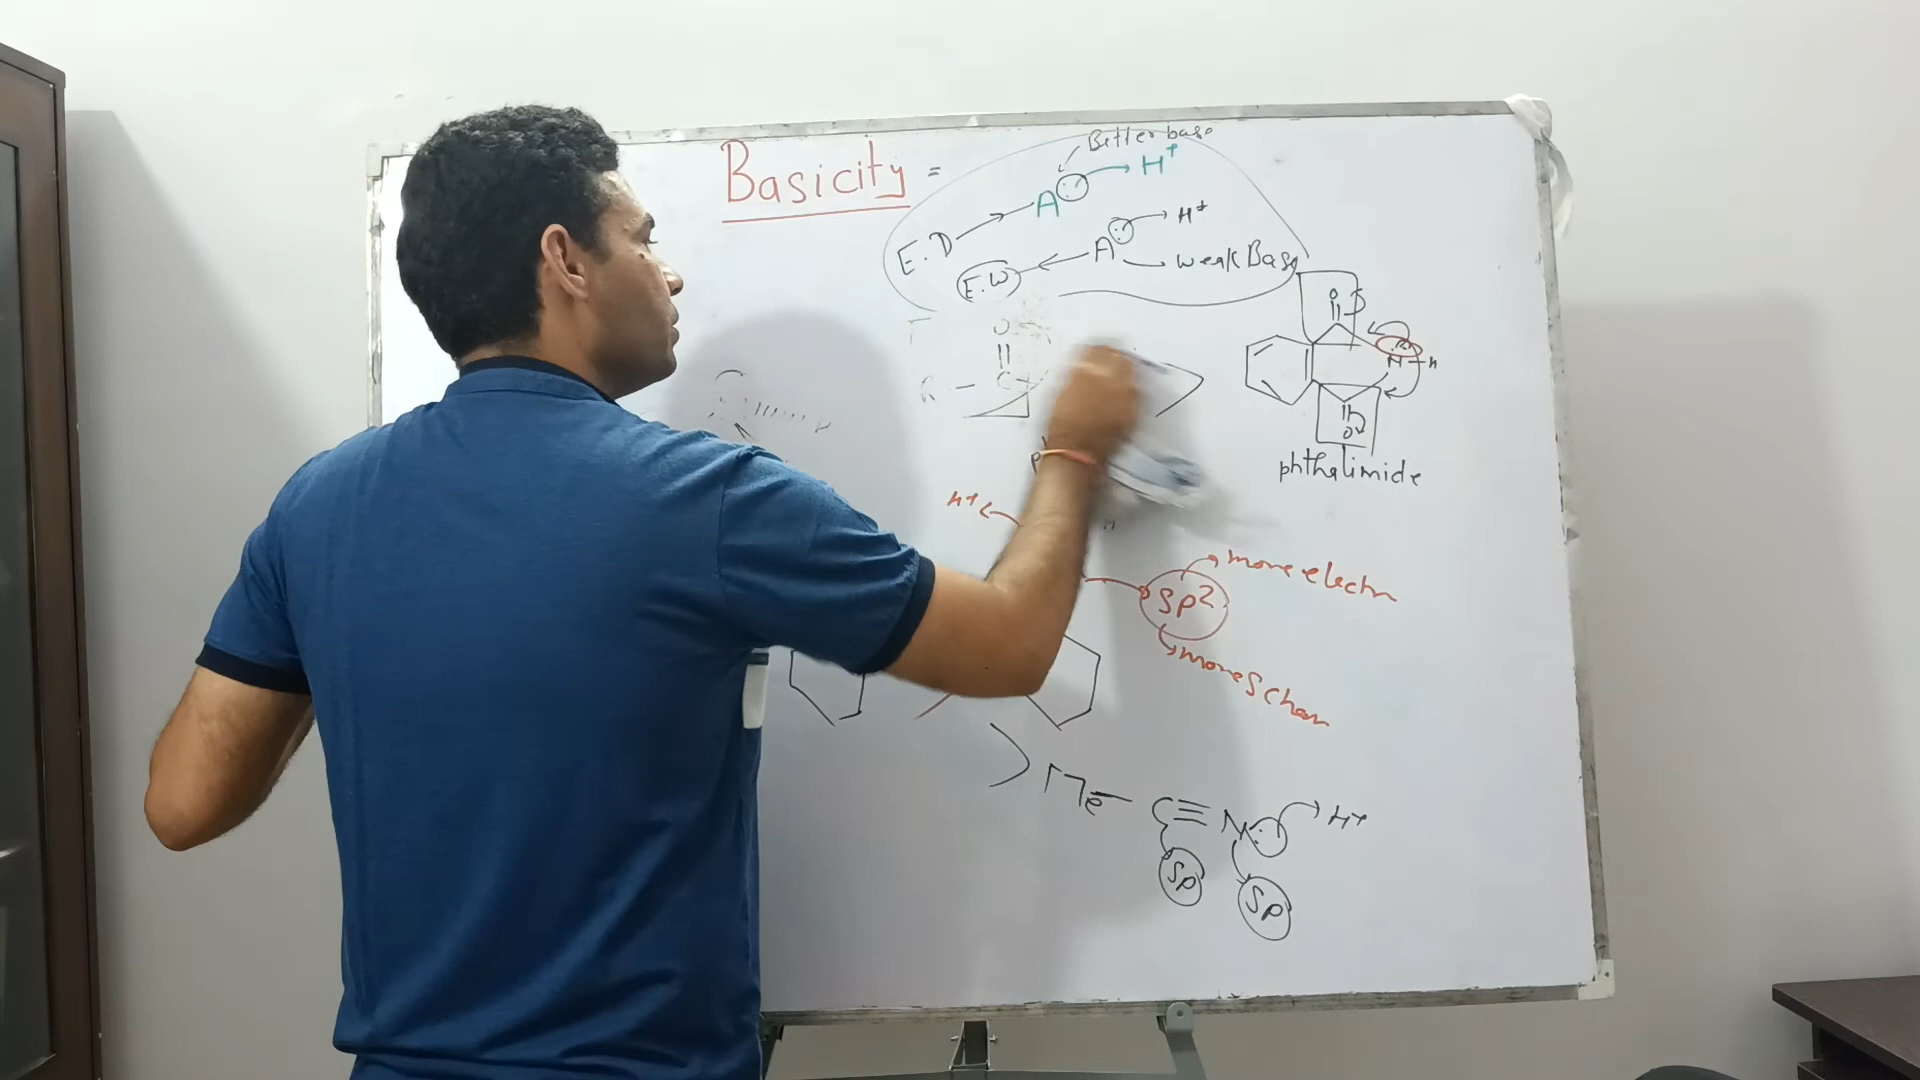 Basicity =
Better base
A : H+
E.D
A : H+
E.W
weak Base
O
R - C
O
N-H
O
phthalimide
H+
H
sp2
more electr
more S char
Me - C≡N: H+
sp sp